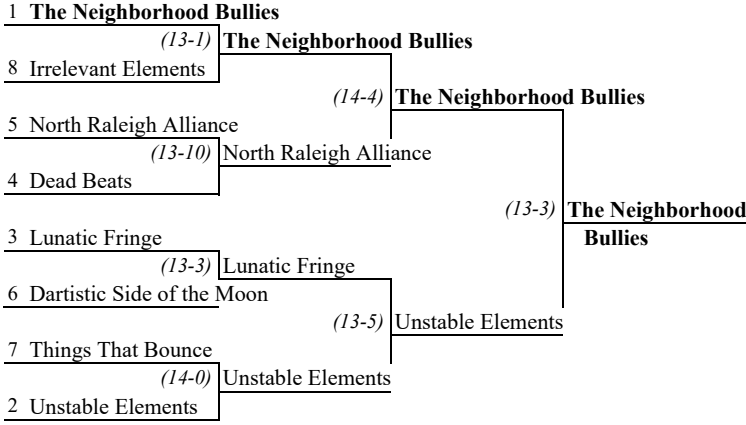 1 The Neighborhood Bullies
(13-1) The Neighborhood Bullies
8 Irrelevant Elements
(14-4) The Neighborhood Bullies
5 North Raleigh Alliance
(13-10) North Raleigh Alliance
4 Dead Beats
(13-3) The Neighborhood
Bullies
3 Lunatic Fringe
(13-3) Lunatic Fringe
6 Dartistic Side of the Moon
(13-5) Unstable Elements
7 Things That Bounce
(14-0) Unstable Elements
2 Unstable Elements